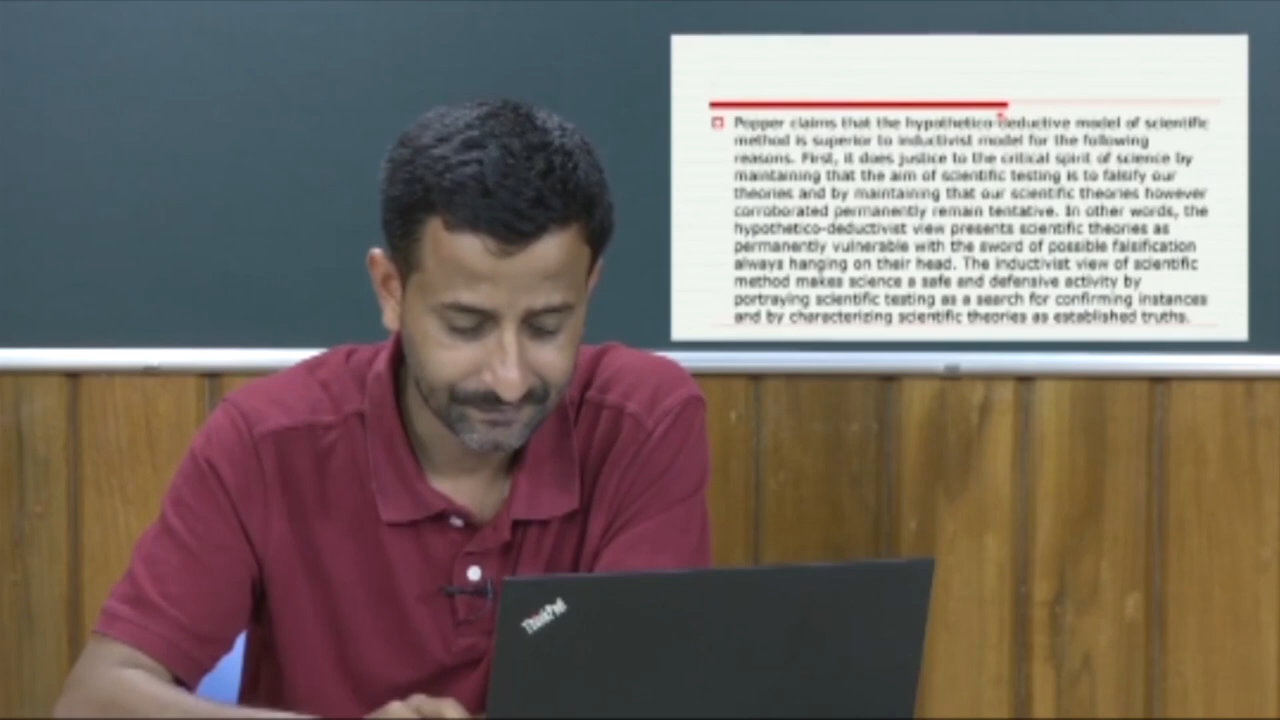 Popper claims that the hypothetico-deductive model of scientific
method is superior to inductivist model for the following
reasons. First, it does justice to the critical spirit of science by
maintaining that the aim of scientific testing is to falsify our
theories and by maintaining that our scientific theories however
corroborated permanently remain tentative. In other words, the
hypothetico-deductivist view presents scientific theories as
permanently vulnerable with the sword of possible falsification
always hanging on their head. The inductivist view of scientific
method makes science a safe and defensive activity by
portraying scientific testing as a search for confirming instances
and by characterizing scientific theories as established truths.
ThinkPad